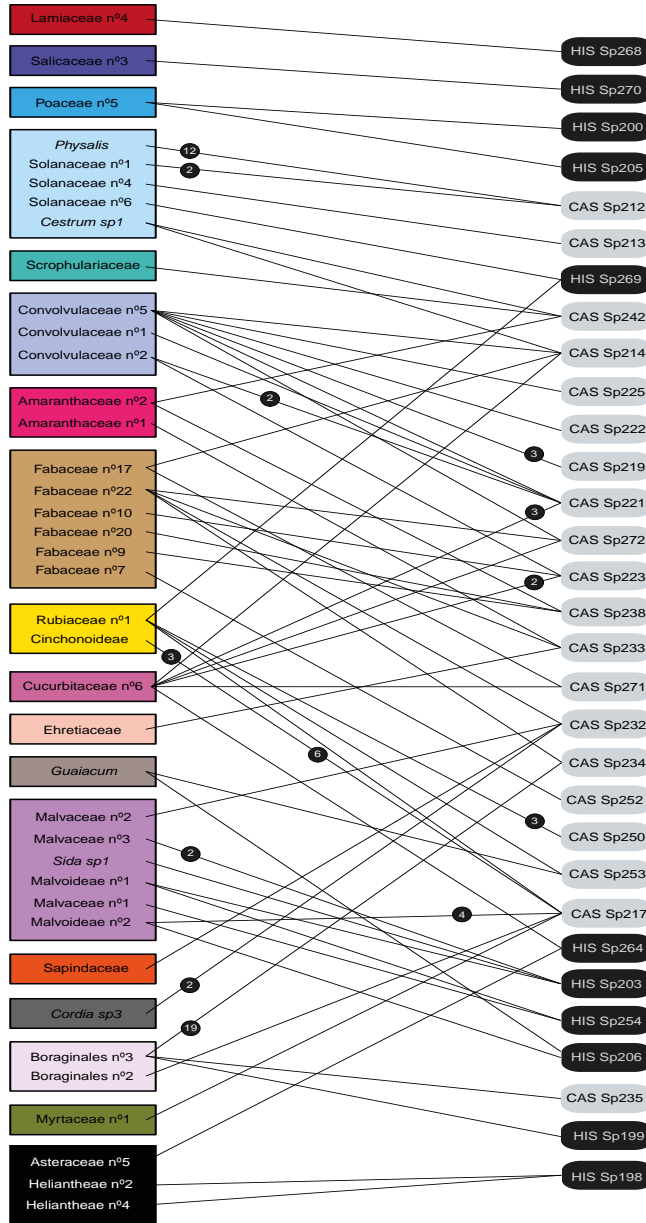 Lamiaceae nº4
Salicaceae nº3
Poaceae nº5
Physalis
Solanaceae nº1
Solanaceae nº4
Solanaceae nº6
Cestrum sp1
Scrophulariaceae
Convolvulaceae nº5
Convolvulaceae nº1
Convolvulaceae nº2
Amaranthaceae nº2
Amaranthaceae nº1
Fabaceae nº17
Fabaceae nº22
Fabaceae nº10
Fabaceae nº20
Fabaceae nº9
Fabaceae nº7
Rubiaceae nº1
Cinchonoideae
Cucurbitaceae nº6
Ehretiaceae
Guaiacum
Malvaceae nº2
Malvaceae nº3
Sida sp1
Malvoideae nº1
Malvaceae nº1
Malvoideae nº2
Sapindaceae
Cordia sp3
Boraginales nº3
Boraginales nº2
Myrtaceae nº1
Asteraceae nº5
Heliantheae nº2
Heliantheae nº4
12
2
2
3
3
2
3
6
3
2
4
2
19
HIS Sp268
HIS Sp270
HIS Sp200
HIS Sp205
CAS Sp212
CAS Sp213
HIS Sp269
CAS Sp242
CAS Sp214
CAS Sp225
CAS Sp222
CAS Sp219
CAS Sp221
CAS Sp272
CAS Sp223
CAS Sp238
CAS Sp233
CAS Sp271
CAS Sp232
CAS Sp234
CAS Sp252
CAS Sp250
CAS Sp253
CAS Sp217
HIS Sp264
HIS Sp203
HIS Sp254
HIS Sp206
CAS Sp235
HIS Sp199
HIS Sp198